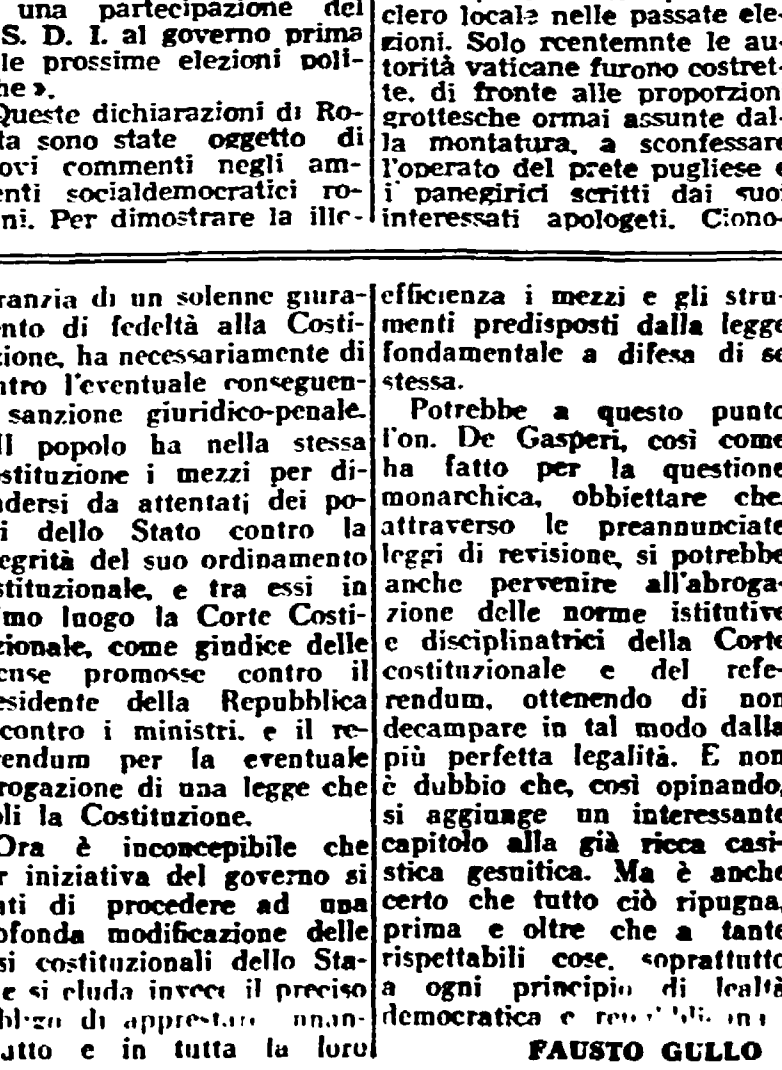 una partecipazione del
S. D. I. al governo prima
le prossime elezioni poli-
he ».
Queste dichiarazioni di Ro-
ta sono state oggetto di
ovi commenti negli am-
enti socialdemocratici ro-
ni. Per dimostrare la ille-
clero locale nelle passate ele-
zioni. Solo rcentemnte le au-
torità vaticane furono costret-
te, di fronte alle proporzion
grottesche ormai assunte dal-
la montatura, a sconfessare
l'operato del prete pugliese e
i panegirici scritti dai suoi
interessati apologeti. Ciono-
ranzia di un solenne giura-
nto di fedeltà alla Costi-
zione, ha necessariamente di
ntro l'eventuale conseguen-
sanzione giuridico-penale.
Il popolo ha nella stessa
stituzione i mezzi per di-
ndersi da attentati dei po-
i dello Stato contro la
egrità del suo ordinamento
stituzionale, e tra essi in
imo luogo la Corte Costi-
zionale, come giudice delle
cuse promosse contro il
esidente della Repubblica
contro i ministri, e il re-
rendum per la eventuale
rogazione di una legge che
oli la Costituzione.
Ora è inconcepibile che
r iniziativa del governo si
nti di procedere ad una
ofonda modificazione delle
si costituzionali dello Sta-
e si eluda invece il preciso
di apprestare
utto e in tutta la loro
efficienza i mezzi e gli stru-
menti predisposti dalla legge
fondamentale a difesa di se
stessa.
Potrebbe a questo punto
l'on. De Gasperi, così come
ha fatto per la questione
monarchica, obbiettare che
attraverso le preannunciate
leggi di revisione, si potrebbe
anche pervenire all'abroga-
zione delle norme istitutive
e disciplinatrici della Corte
costituzionale e del refe-
rendum, ottenendo di non
decampare in tal modo dalla
più perfetta legalità. E non
è dubbio che, così opinando,
si aggiunge un interessante
capitolo alla già ricca casi-
stica gesuitica. Ma è anche
certo che tutto ciò ripugna,
prima e oltre che a tante
rispettabili cose, soprattutto
a ogni principio di lealtà
democratica e
FAUSTO GULLO